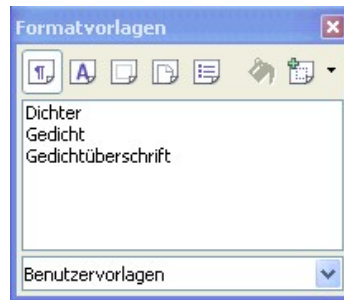 Formatvorlagen
Dichter
Gedicht
Gedichtüberschrift
Benutzervorlagen